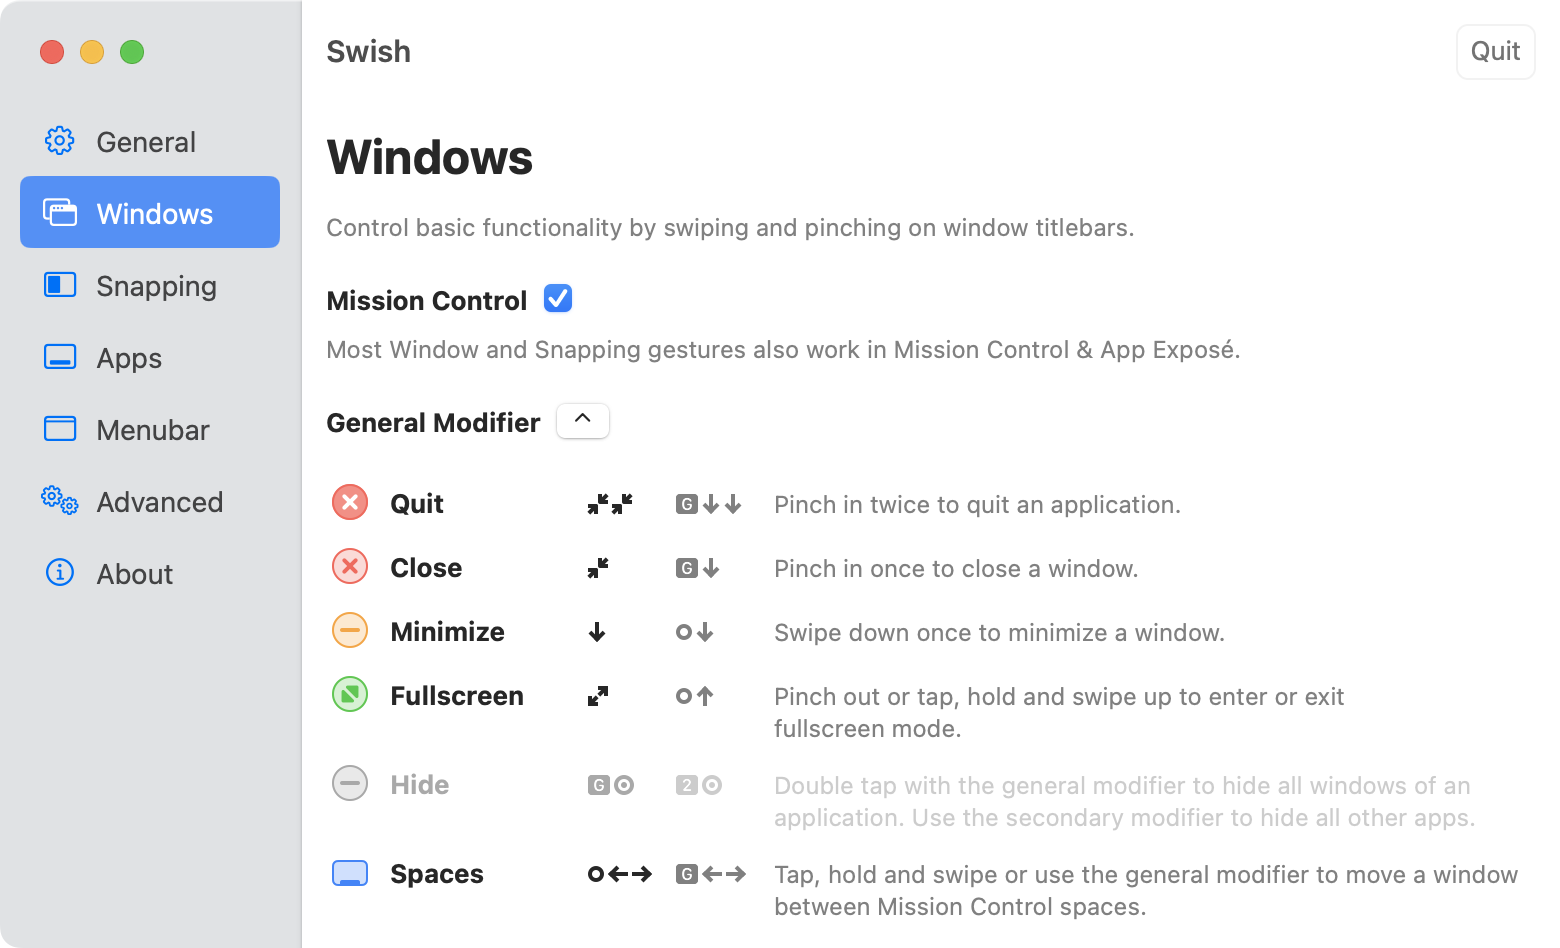 Swish
Quit
General
Windows
Snapping
Apps
Menubar
Advanced
About
Windows
Control basic functionality by swiping and pinching on window titlebars.
Mission Control
Most Window and Snapping gestures also work in Mission Control & App Exposé.
General Modifier ^
Quit G↓↓ Pinch in twice to quit an application.
Close G↓ Pinch in once to close a window.
Minimize ↓ ↓ Swipe down once to minimize a window.
Fullscreen ↑ Pinch out or tap, hold and swipe up to enter or exit
fullscreen mode.
Hide G 2 Double tap with the general modifier to hide all windows of an
application. Use the secondary modifier to hide all other apps.
Spaces ←→ G←→ Tap, hold and swipe or use the general modifier to move a window
between Mission Control spaces.